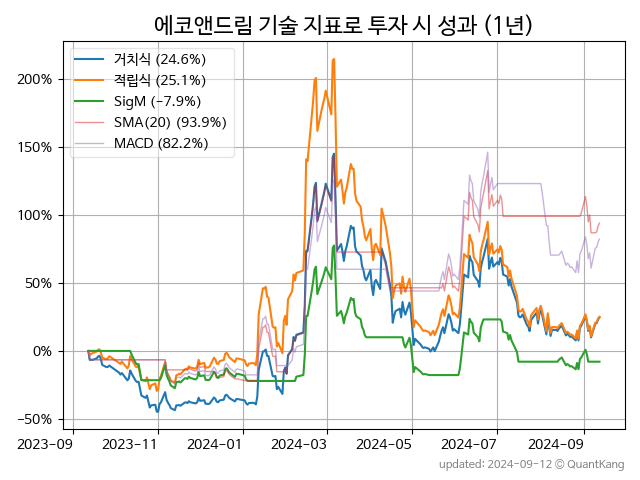 에코앤드림 기술 지표로 투자 시 성과 (1년)
거치식 (24.6%)
적립식 (25.1%)
SigM (−7.9%)
SMA(20) (93.9%)
MACD (82.2%)
200%
150%
100%
50%
0%
−50%
2023-09 2023-11 2024-01 2024-03 2024-05 2024-07 2024-09
updated: 2024-09-12 © QuantKang